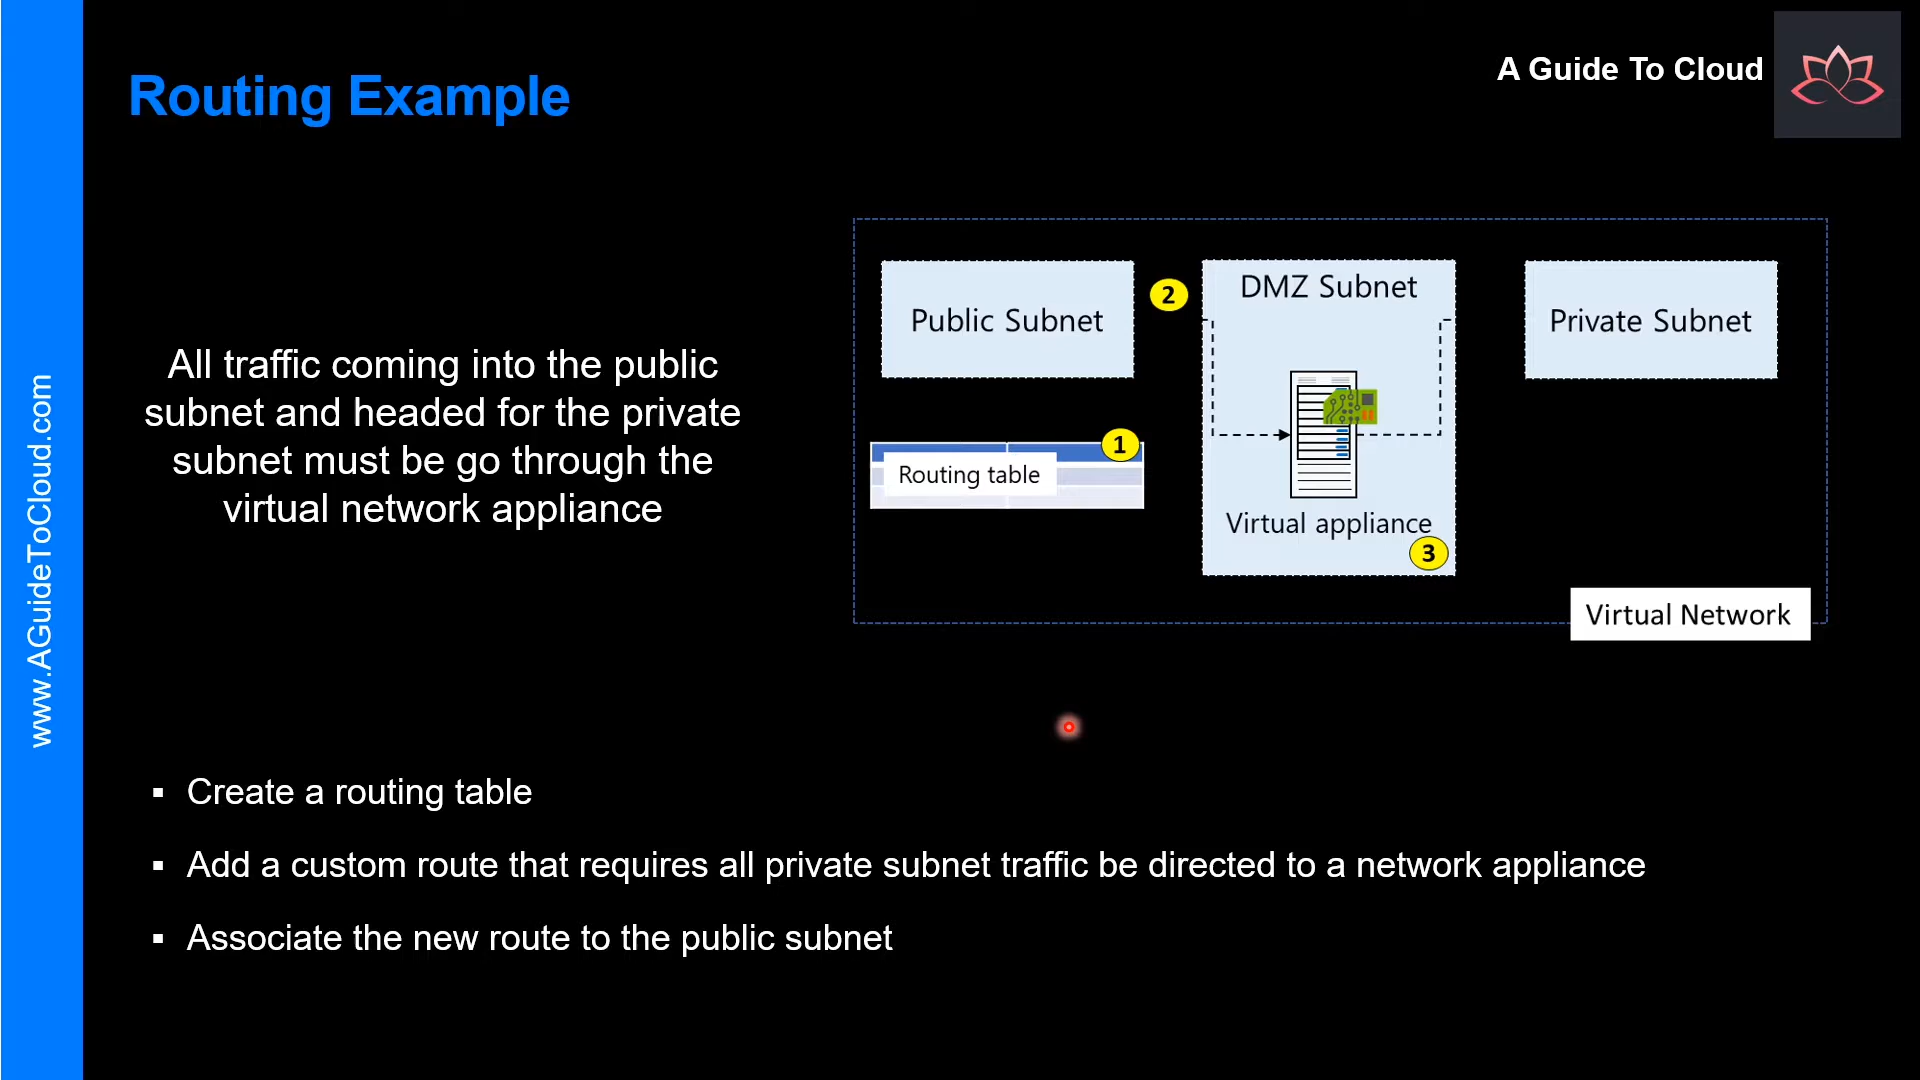 Routing Example
A Guide To Cloud
www.AGuideToCloud.com
All traffic coming into the public
subnet and headed for the private
subnet must be go through the
virtual network appliance
Public Subnet
2
DMZ Subnet
Private Subnet
1
Routing table
Virtual appliance
3
Virtual Network
▪ Create a routing table
▪ Add a custom route that requires all private subnet traffic be directed to a network appliance
▪ Associate the new route to the public subnet